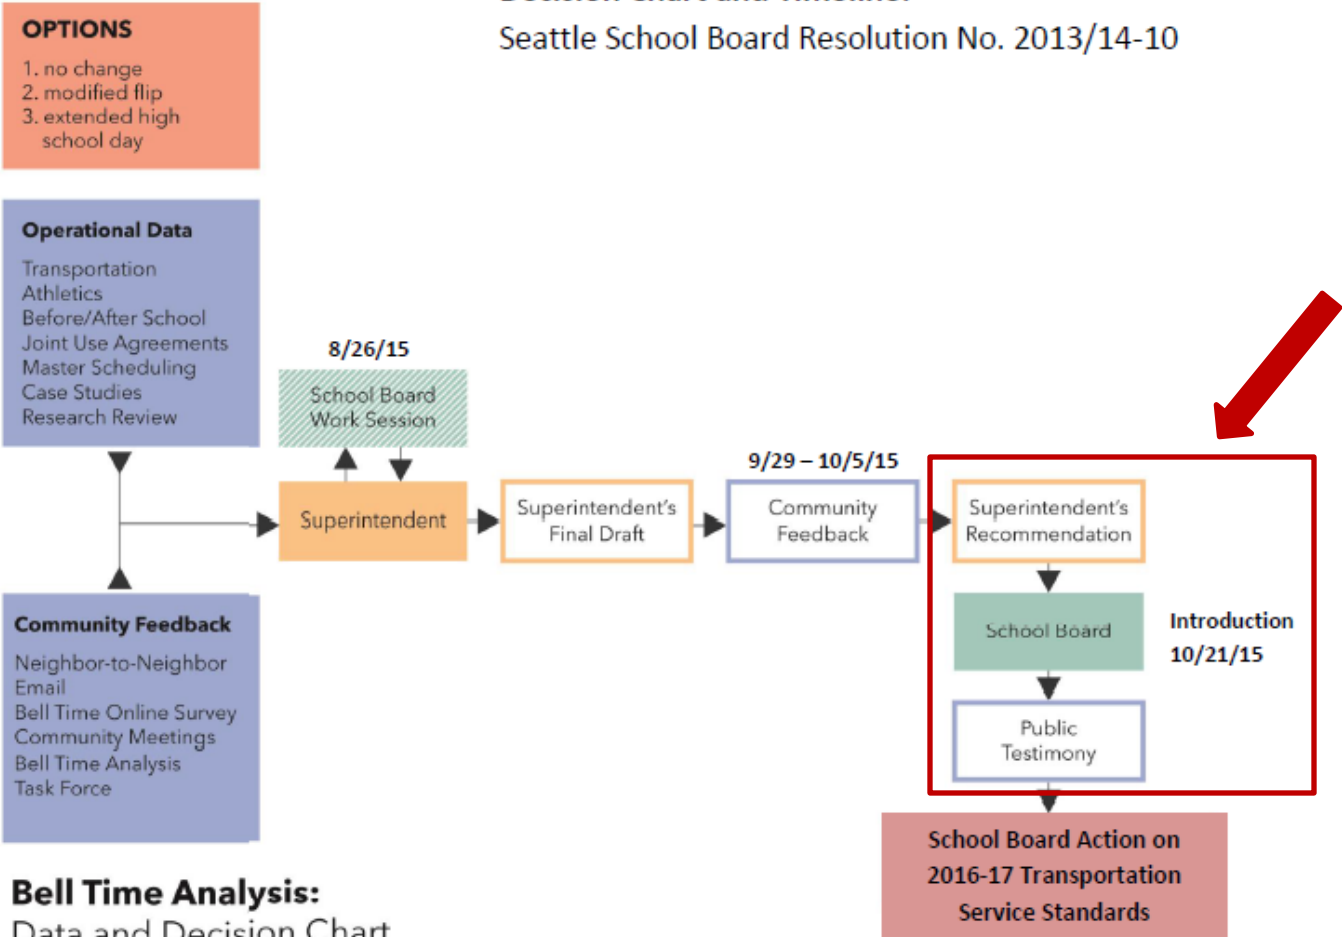 Decision Chart and Timeline:
Seattle School Board Resolution No. 2013/14-10
OPTIONS
1. no change
2. modified flip
3. extended high
school day
Operational Data
Transportation
Athletics
Before/After School
Joint Use Agreements
Master Scheduling
Case Studies
Research Review
8/26/15
School Board
Work Session
Superintendent
Superintendent's
Final Draft
9/29 – 10/5/15
Community
Feedback
Superintendent's
Recommendation
School Board
Introduction
10/21/15
Public
Testimony
School Board Action on
2016-17 Transportation
Service Standards
Community Feedback
Neighbor-to-Neighbor
Email
Bell Time Online Survey
Community Meetings
Bell Time Analysis
Task Force
Bell Time Analysis:
Data and Decision Chart